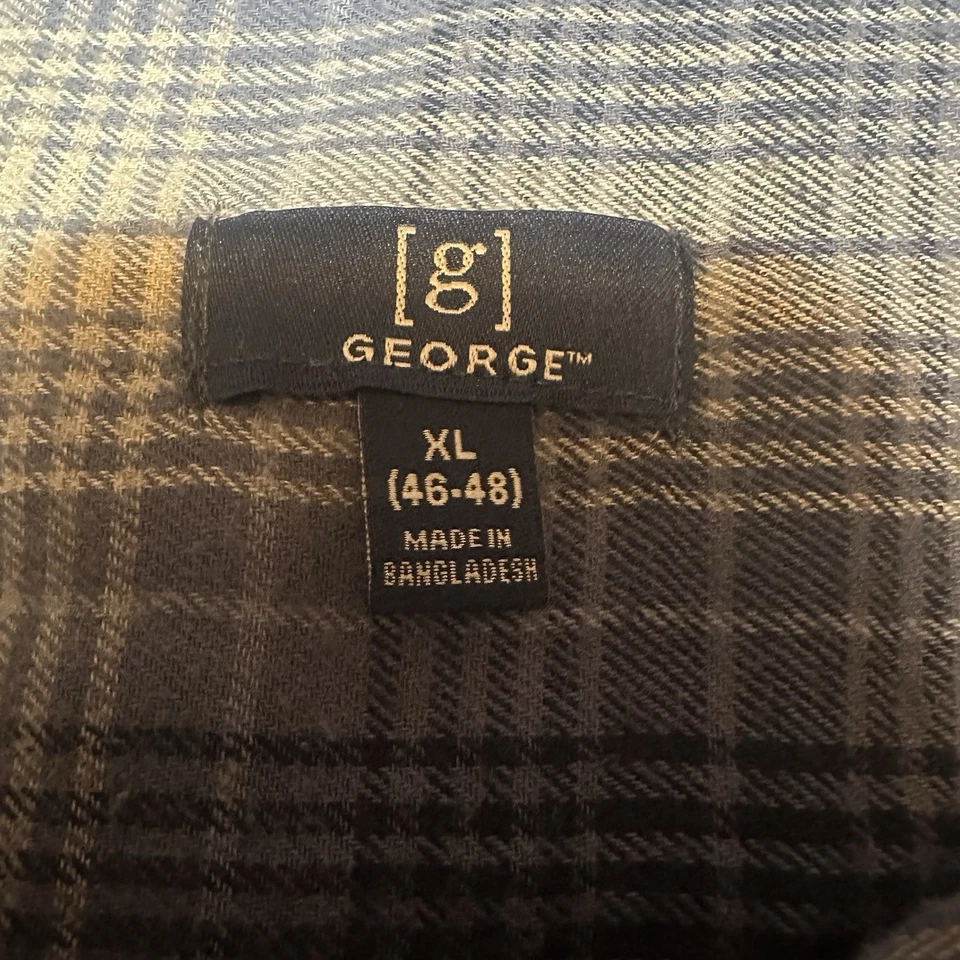 [g]
GEORGE™
XL
(46-48)
MADE IN
BANGLADESH